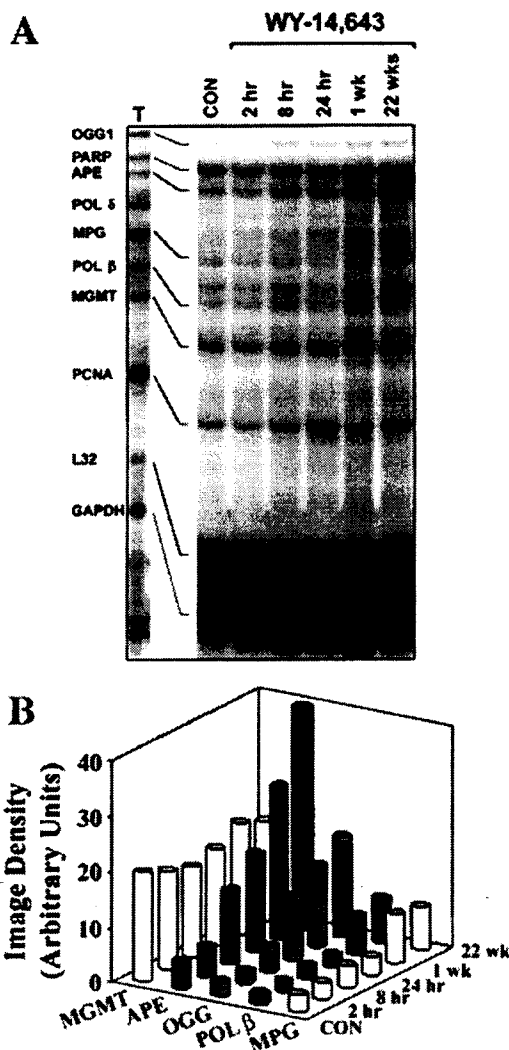 A
WY-14,643
T
CON
2 hr
8 hr
24 hr
1 wk
22 wks
OGG1
PARP
APE
POL δ
MPG
POL β
MGMT
PCNA
L32
GAPDH
B
Image Density
(Arbitrary Units)
40
30
20
10
0
MGMT
APE
OGG
POL β
MPG
CON
2 hr
8 hr
24 hr
1 wk
22 wk